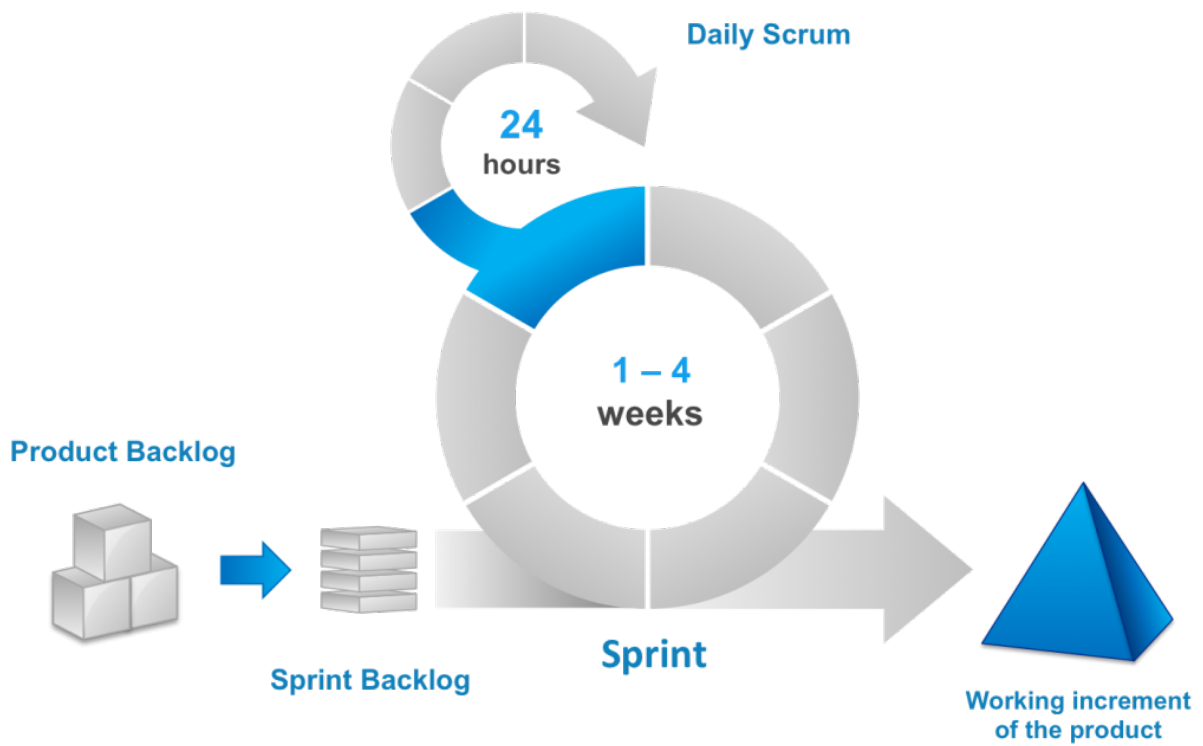 Daily Scrum
24
hours
1 – 4
weeks
Product Backlog
Sprint Backlog
Sprint
Working increment
of the product